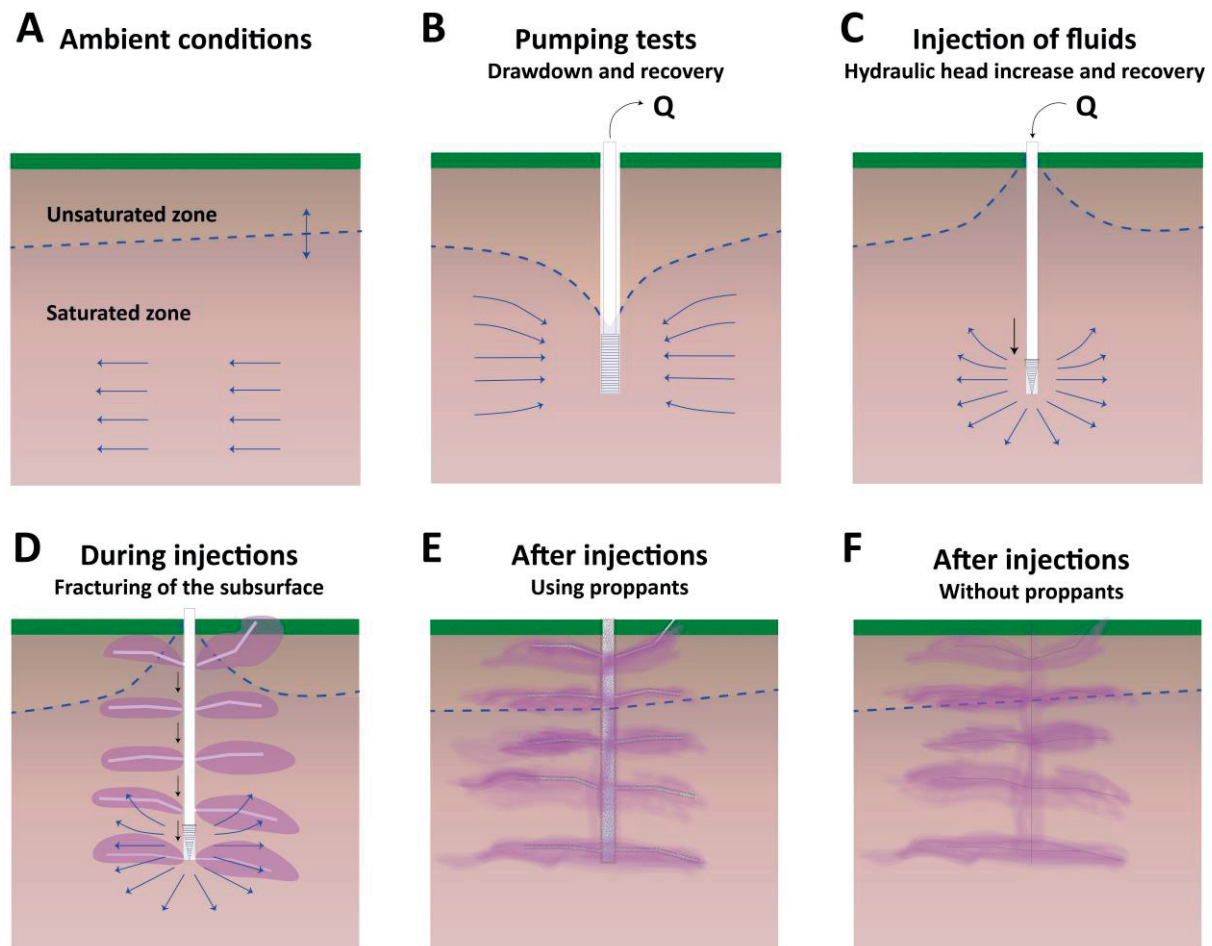 A Ambient conditions
Unsaturated zone
Saturated zone
B Pumping tests
Drawdown and recovery
Q
C Injection of fluids
Hydraulic head increase and recovery
Q
D During injections
Fracturing of the subsurface
E After injections
Using proppants
F After injections
Without proppants